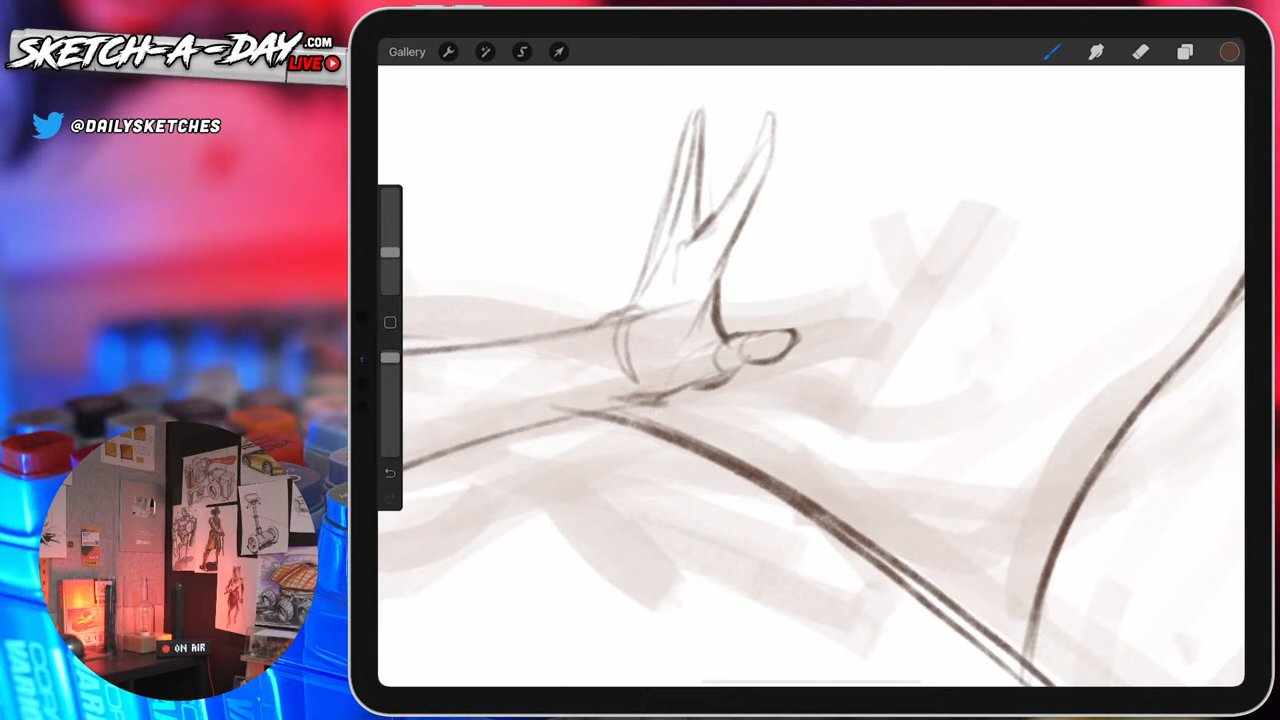 SKETCH-A-DAY.COM
LIVE
@DAILYSKETCHES
Gallery
ON AIR